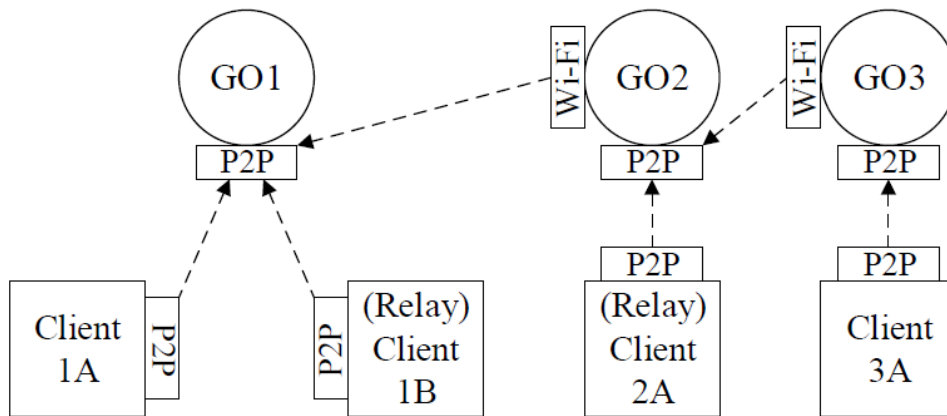 GO1
Wi-Fi
GO2
Wi-Fi
GO3
P2P
P2P
P2P
P2P
P2P
Client
1A
P2P
P2P
(Relay)
Client
1B
(Relay)
Client
2A
Client
3A